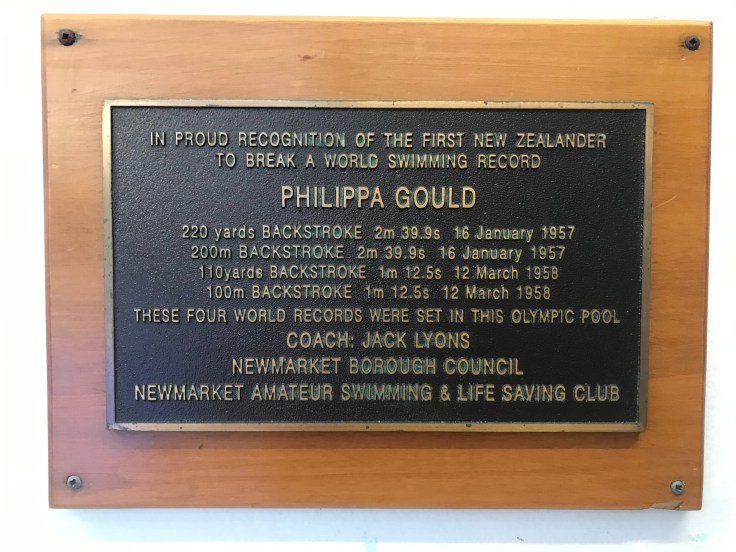 IN PROUD RECOGNITION OF THE FIRST NEW ZEALANDER
TO BREAK A WORLD SWIMMING RECORD
PHILIPPA GOULD
220 yards BACKSTROKE 2m 39.9s 16 January 1957
200m BACKSTROKE 2m 39.9s 16 January 1957
110yards BACKSTROKE 1m 12.5s 12 March 1958
100m BACKSTROKE 1m 12.5s 12 March 1958
THESE FOUR WORLD RECORDS WERE SET IN THIS OLYMPIC POOL
COACH: JACK LYONS
NEWMARKET BOROUGH COUNCIL
NEWMARKET AMATEUR SWIMMING & LIFE SAVING CLUB